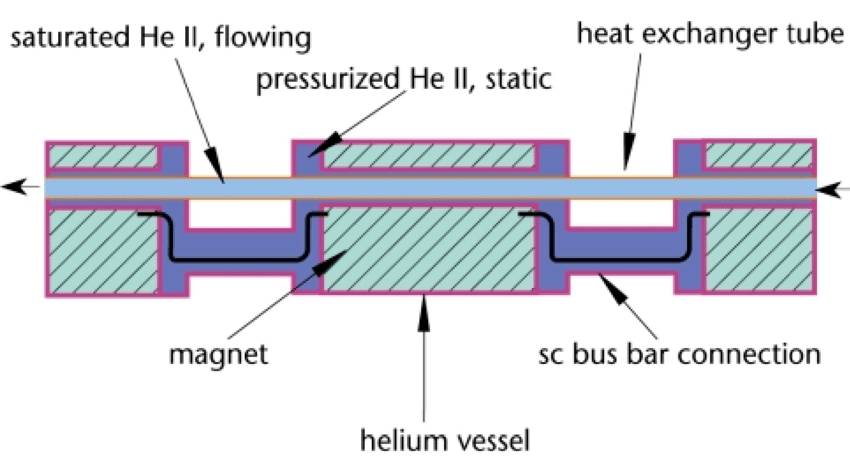 saturated He II, flowing
heat exchanger tube
pressurized He II, static
magnet
sc bus bar connection
helium vessel